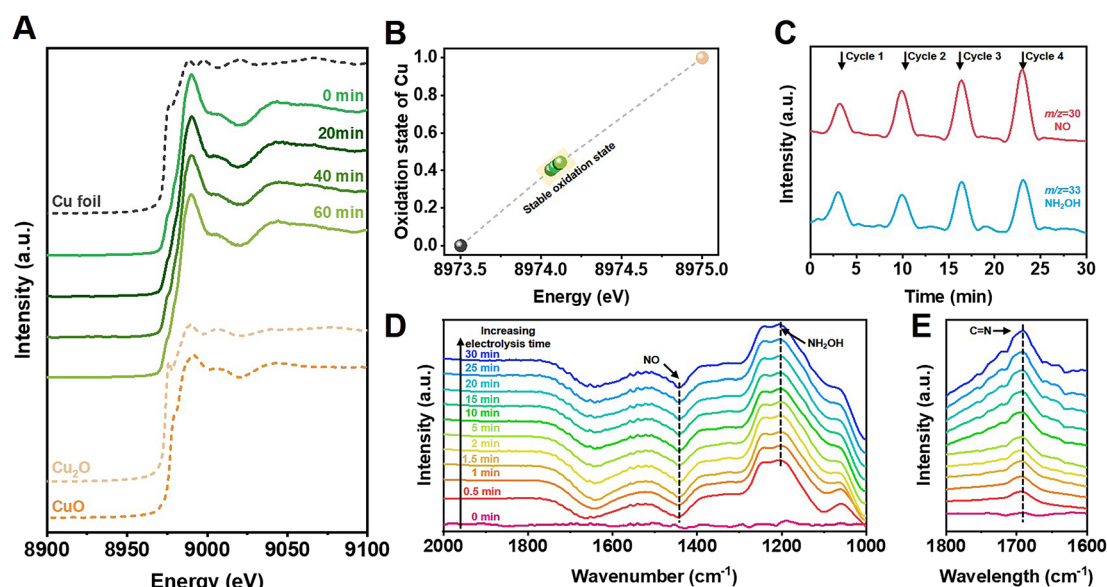 A
Intensity (a.u.)
0 min
20min
40 min
60 min
Cu foil
Cu₂O
CuO
8900 8950 9000 9050 9100
Energy (eV)
B
Oxidation state of Cu
1.0
0.8
0.6
0.4
0.2
0.0
Stable oxidation state
8973.5 8974.0 8974.5 8975.0
Energy (eV)
C
Intensity (a.u.)
Cycle 1 Cycle 2 Cycle 3 Cycle 4
m/z=30
NO
m/z=33
NH₂OH
0 5 10 15 20 25 30
Time (min)
D
Intensity (a.u.)
Increasing
electrolysis time
30 min
25 min
20 min
15 min
10 min
5 min
2 min
1.5 min
1 min
0.5 min
0 min
NO
NH₂OH
2000 1800 1600 1400 1200 1000
Wavenumber (cm⁻¹)
E
Intensity (a.u.)
C=N
1800 1700 1600
Wavelength (cm⁻¹)